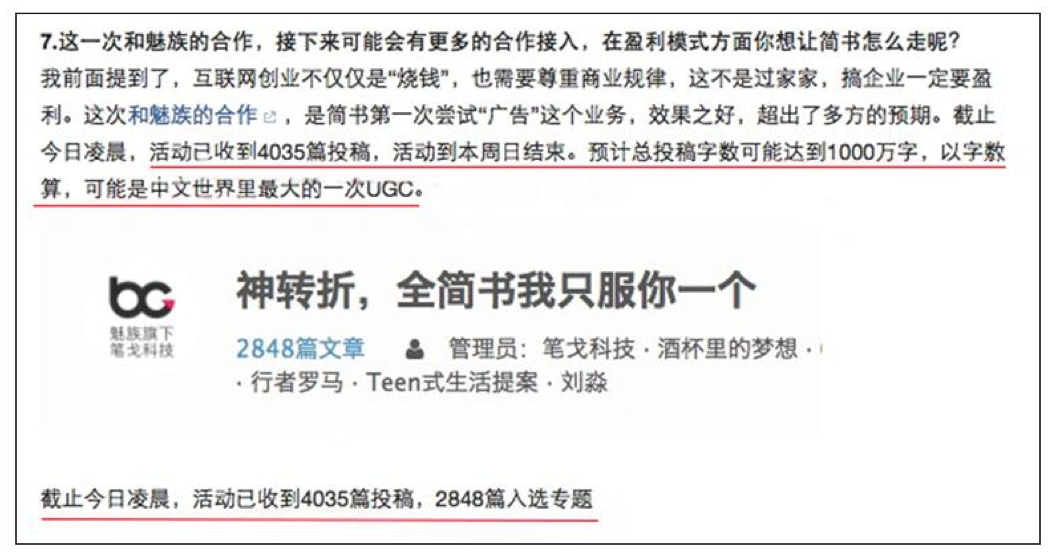 7.这一次和魅族的合作，接下来可能会有更多的合作接入，在盈利模式方面你想让简书怎么走呢？
我前面提到了，互联网创业不仅仅是“烧钱”，也需要尊重商业规律，这不是过家家，搞企业一定要盈
利。这次和魅族的合作，是简书第一次尝试“广告”这个业务，效果之好，超出了多方的预期。截止
今日凌晨，活动已收到4035篇投稿，活动到本周日结束。预计总投稿字数可能达到1000万字，以字数
算，可能是中文世界里最大的一次UGC。
bG
魅族旗下
笔戈科技
神转折，全简书我只服你一个
2848篇文章 管理员：笔戈科技 · 酒杯里的梦想 ·
· 行者罗马 · Teen式生活提案 · 刘淼
截止今日凌晨，活动已收到4035篇投稿，2848篇入选专题